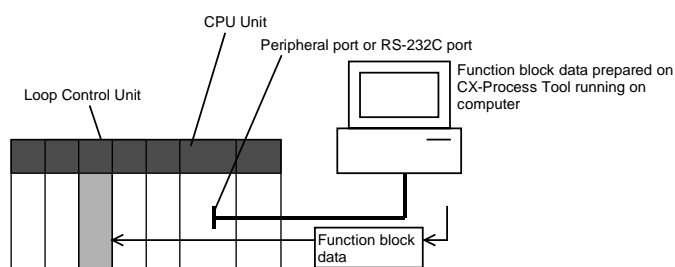 CPU Unit
Peripheral port or RS-232C port
Function block data prepared on
CX-Process Tool running on
computer
Loop Control Unit
Function block
data